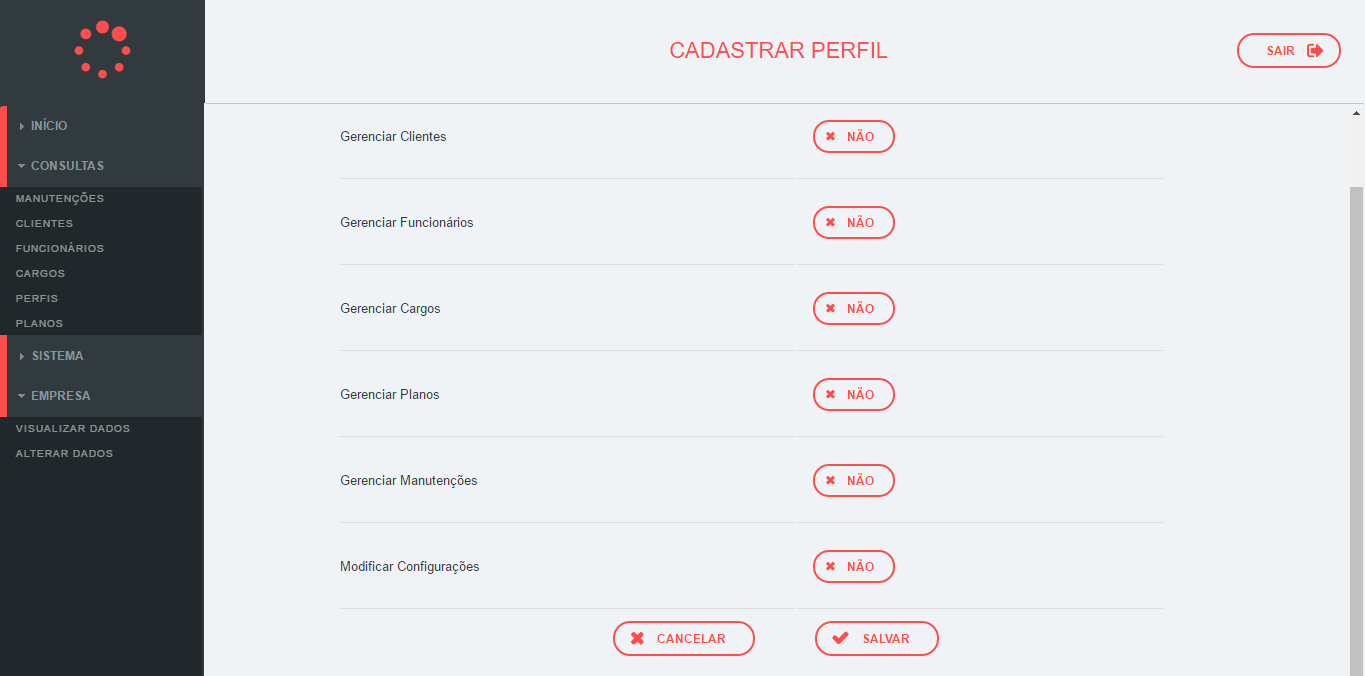 CADASTRAR PERFIL
SAIR
INÍCIO
CONSULTAS
MANUTENÇÕES
CLIENTES
FUNCIONÁRIOS
CARGOS
PERFIS
PLANOS
SISTEMA
EMPRESA
VISUALIZAR DADOS
ALTERAR DADOS
Gerenciar Clientes NÃO
Gerenciar Funcionários NÃO
Gerenciar Cargos NÃO
Gerenciar Planos NÃO
Gerenciar Manutenções NÃO
Modificar Configurações NÃO
CANCELAR SALVAR